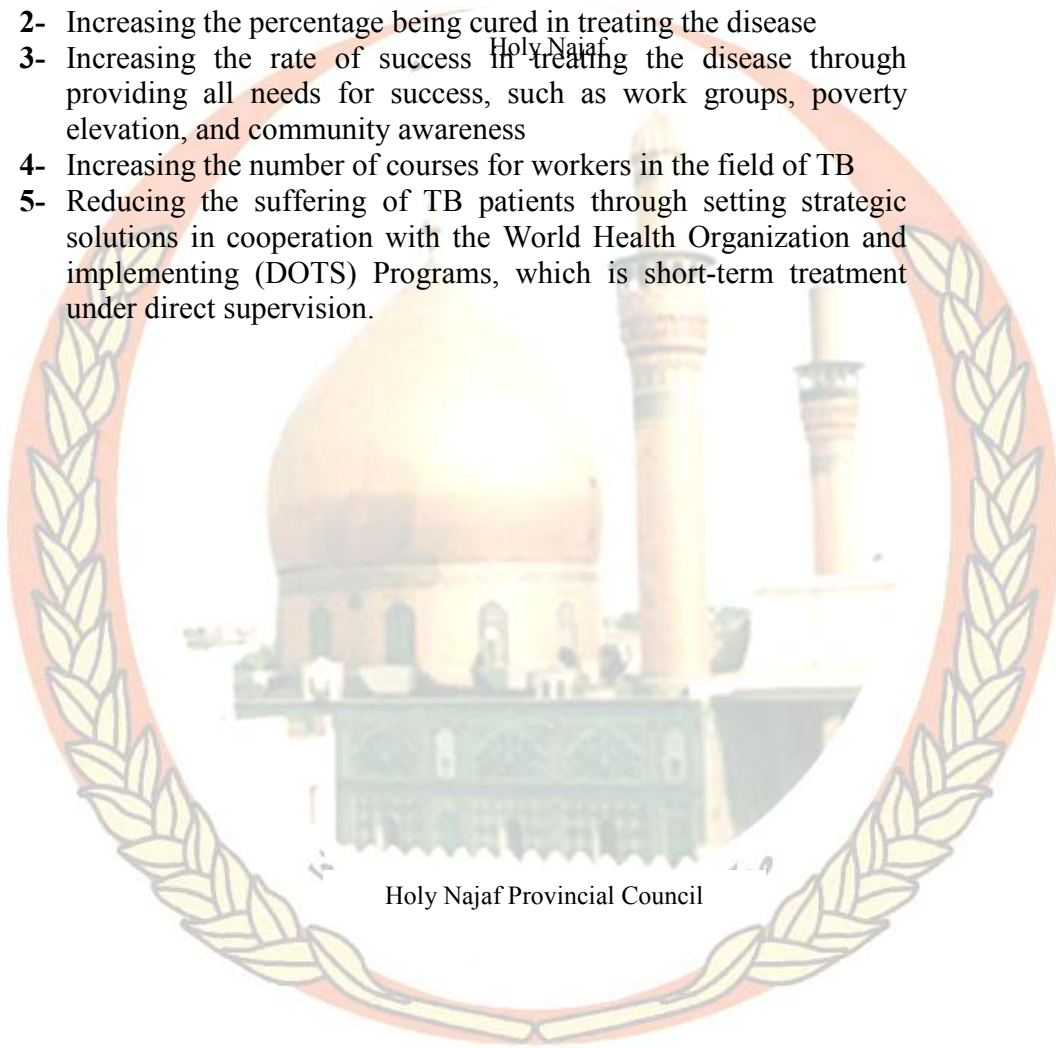 2- Increasing the percentage being cured in treating the disease
Holy Najaf
3- Increasing the rate of success in treating the disease through
providing all needs for success, such as work groups, poverty
elevation, and community awareness
4- Increasing the number of courses for workers in the field of TB
5- Reducing the suffering of TB patients through setting strategic
solutions in cooperation with the World Health Organization and
implementing (DOTS) Programs, which is short-term treatment
under direct supervision.
Holy Najaf Provincial Council